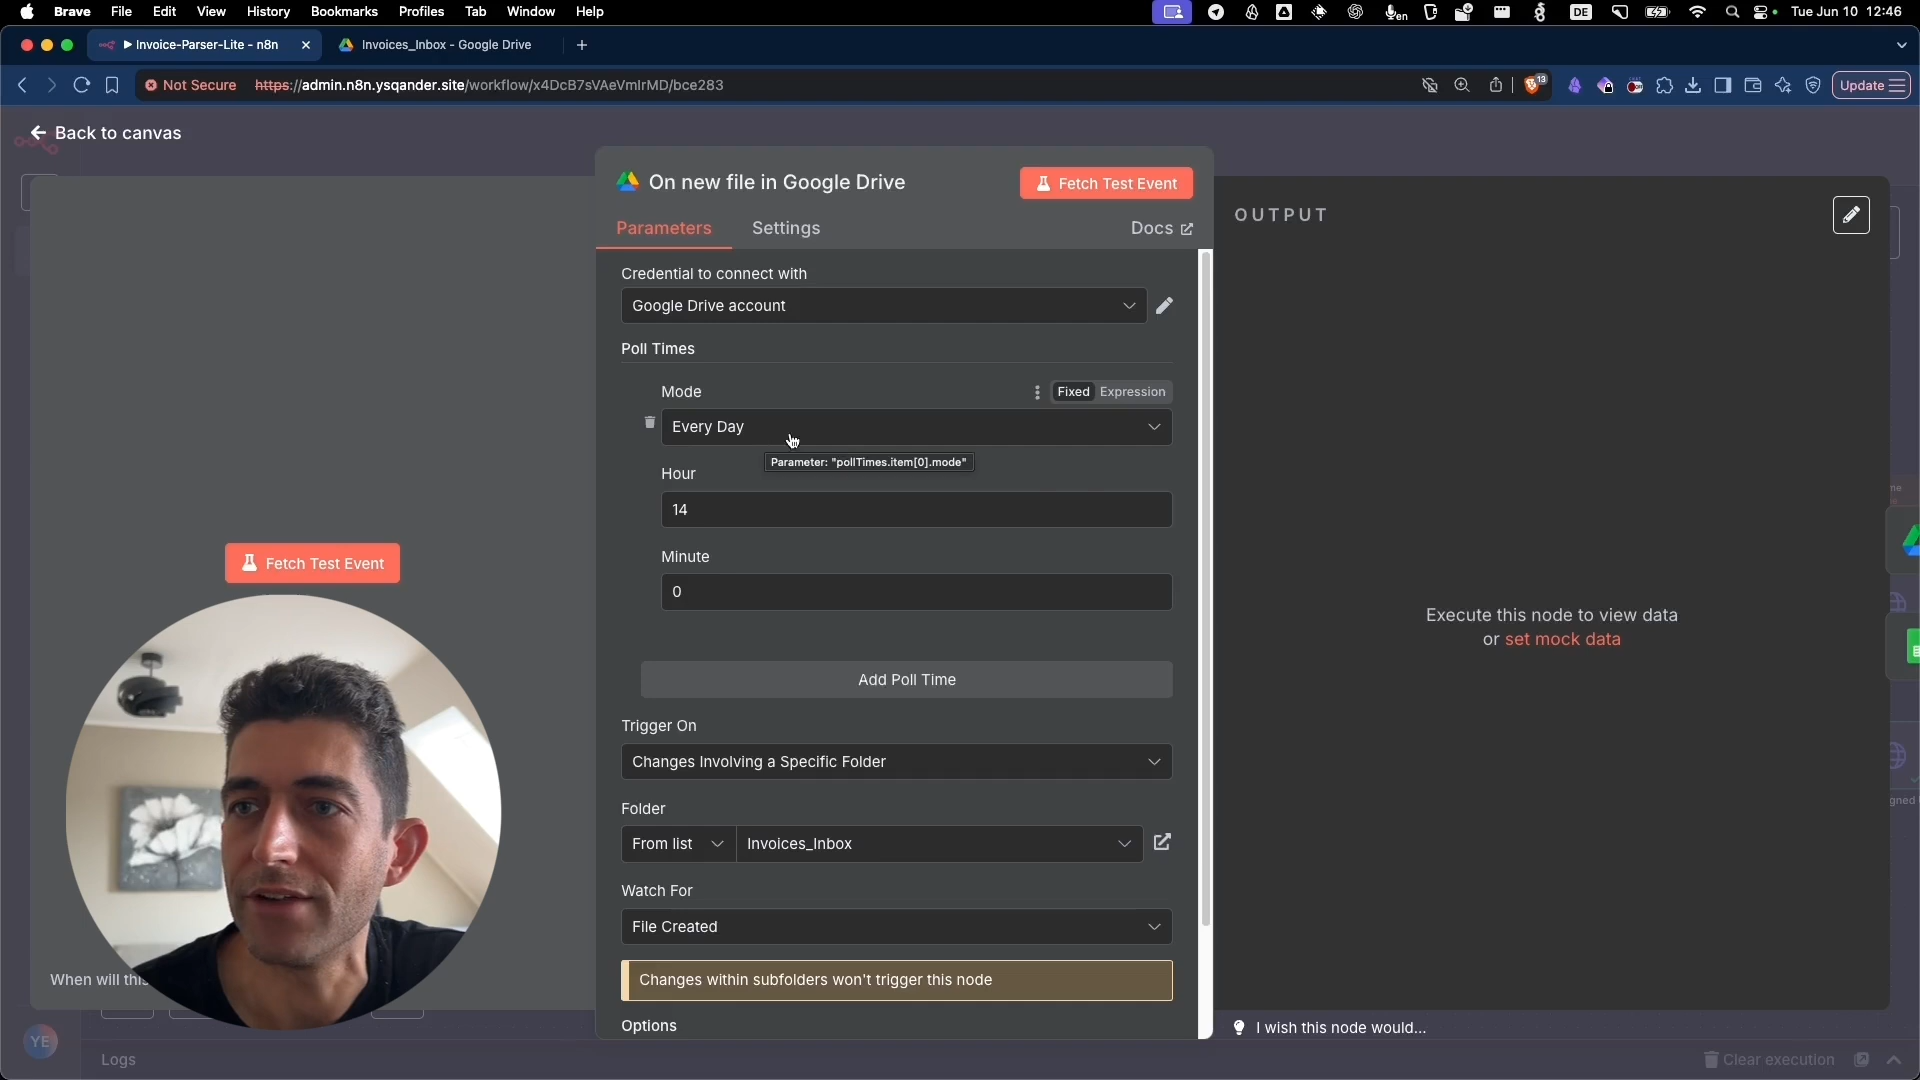 Brave File Edit View History Bookmarks Profiles Tab Window Help
en DE Tue Jun 10 12:46
Invoice-Parser-Lite - n8n
Invoices_Inbox - Google Drive
Not Secure https://admin.n8n.ysqander.site/workflow/x4DcB7sVAeVmIrMD/bce283
13
Update
Back to canvas
On new file in Google Drive
Fetch Test Event
Parameters
Settings
Docs
OUTPUT
Credential to connect with
Google Drive account
Poll Times
Mode
Fixed Expression
Every Day
Parameter: "pollTimes.item[0].mode"
Hour
14
Minute
0
Add Poll Time
Trigger On
Changes Involving a Specific Folder
Folder
From list
Invoices_Inbox
Watch For
File Created
Changes within subfolders won't trigger this node
Options
Fetch Test Event
When will this
Execute this node to view data
or set mock data
I wish this node would...
YE
Logs
Clear execution